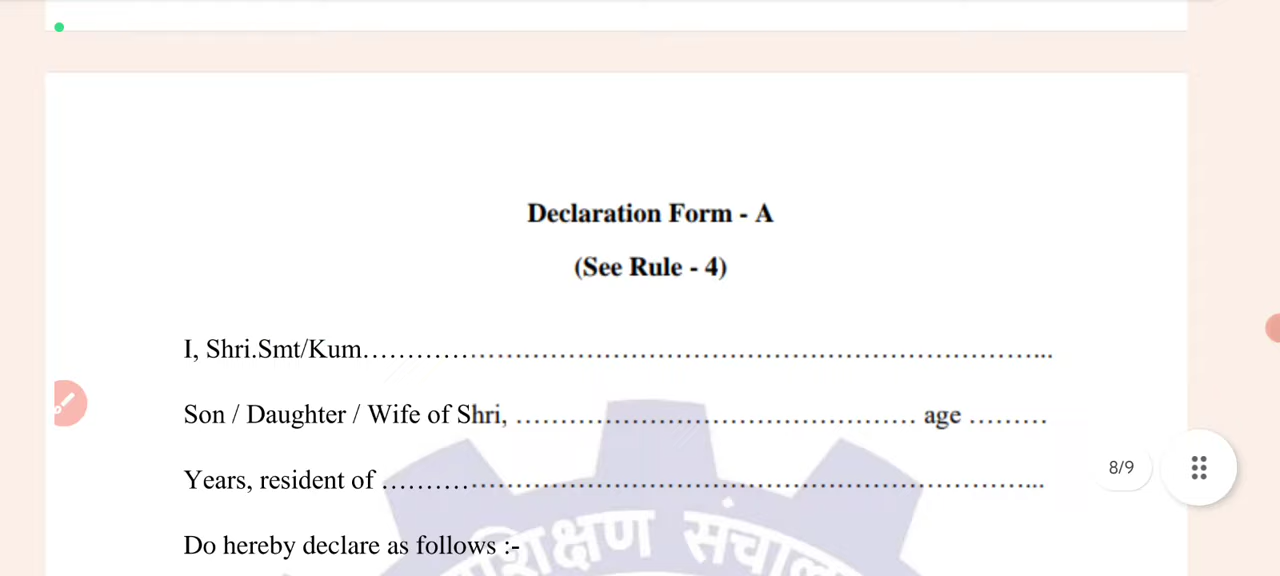 Declaration Form - A
(See Rule - 4)
I, Shri.Smt/Kum…………………………………………………………………………...
Son / Daughter / Wife of Shri, ………………………………………… age ………
Years, resident of ……………………………………………………………………...
Do hereby declare as follows :-
8/9